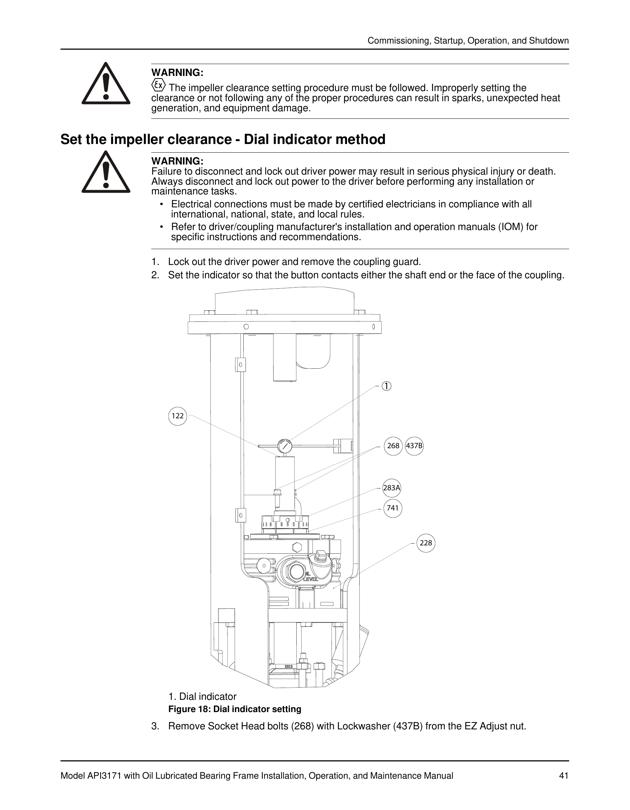 Commissioning, Startup, Operation, and Shutdown
WARNING:
Ex The impeller clearance setting procedure must be followed. Improperly setting the
clearance or not following any of the proper procedures can result in sparks, unexpected heat
generation, and equipment damage.
Set the impeller clearance - Dial indicator method
WARNING:
Failure to disconnect and lock out driver power may result in serious physical injury or death.
Always disconnect and lock out power to the driver before performing any installation or
maintenance tasks.
• Electrical connections must be made by certified electricians in compliance with all
international, national, state, and local rules.
• Refer to driver/coupling manufacturer's installation and operation manuals (IOM) for
specific instructions and recommendations.
1. Lock out the driver power and remove the coupling guard.
2. Set the indicator so that the button contacts either the shaft end or the face of the coupling.
1
122
268 437B
283A
741
228
LEVEL
1. Dial indicator
Figure 18: Dial indicator setting
3. Remove Socket Head bolts (268) with Lockwasher (437B) from the EZ Adjust nut.
Model API3171 with Oil Lubricated Bearing Frame Installation, Operation, and Maintenance Manual 41